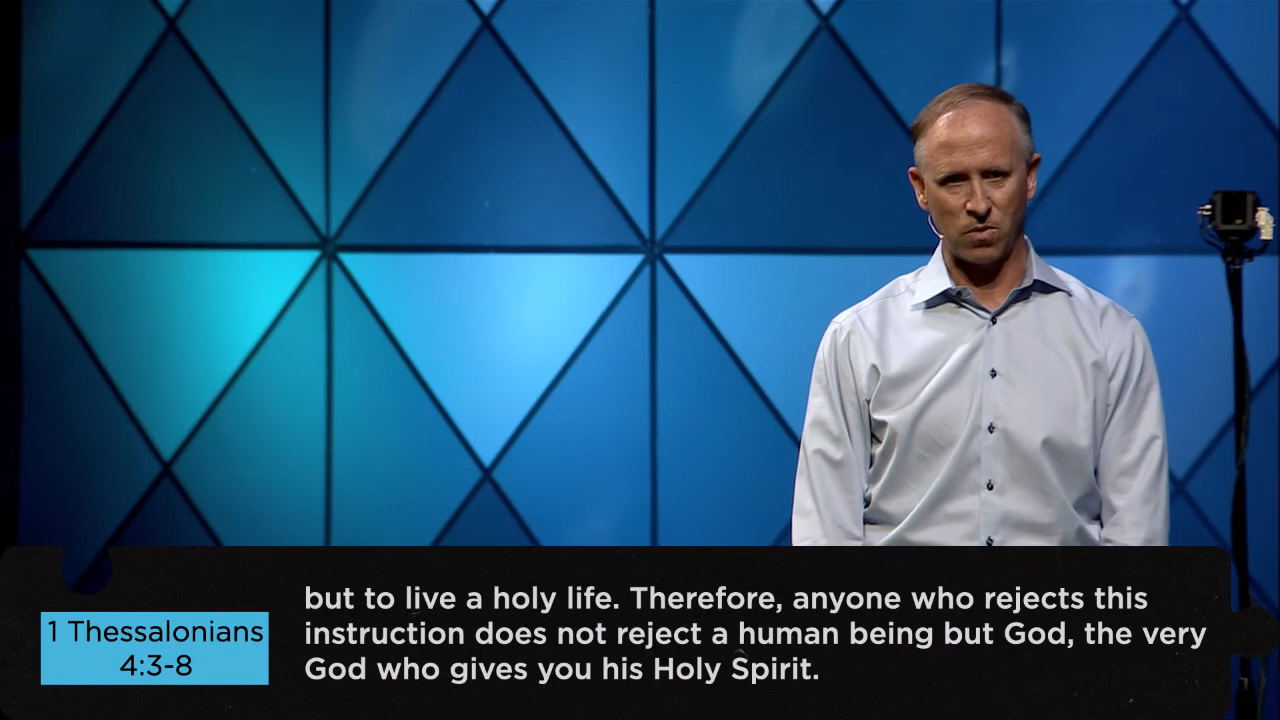 1 Thessalonians
4:3-8
but to live a holy life. Therefore, anyone who rejects this
instruction does not reject a human being but God, the very
God who gives you his Holy Spirit.